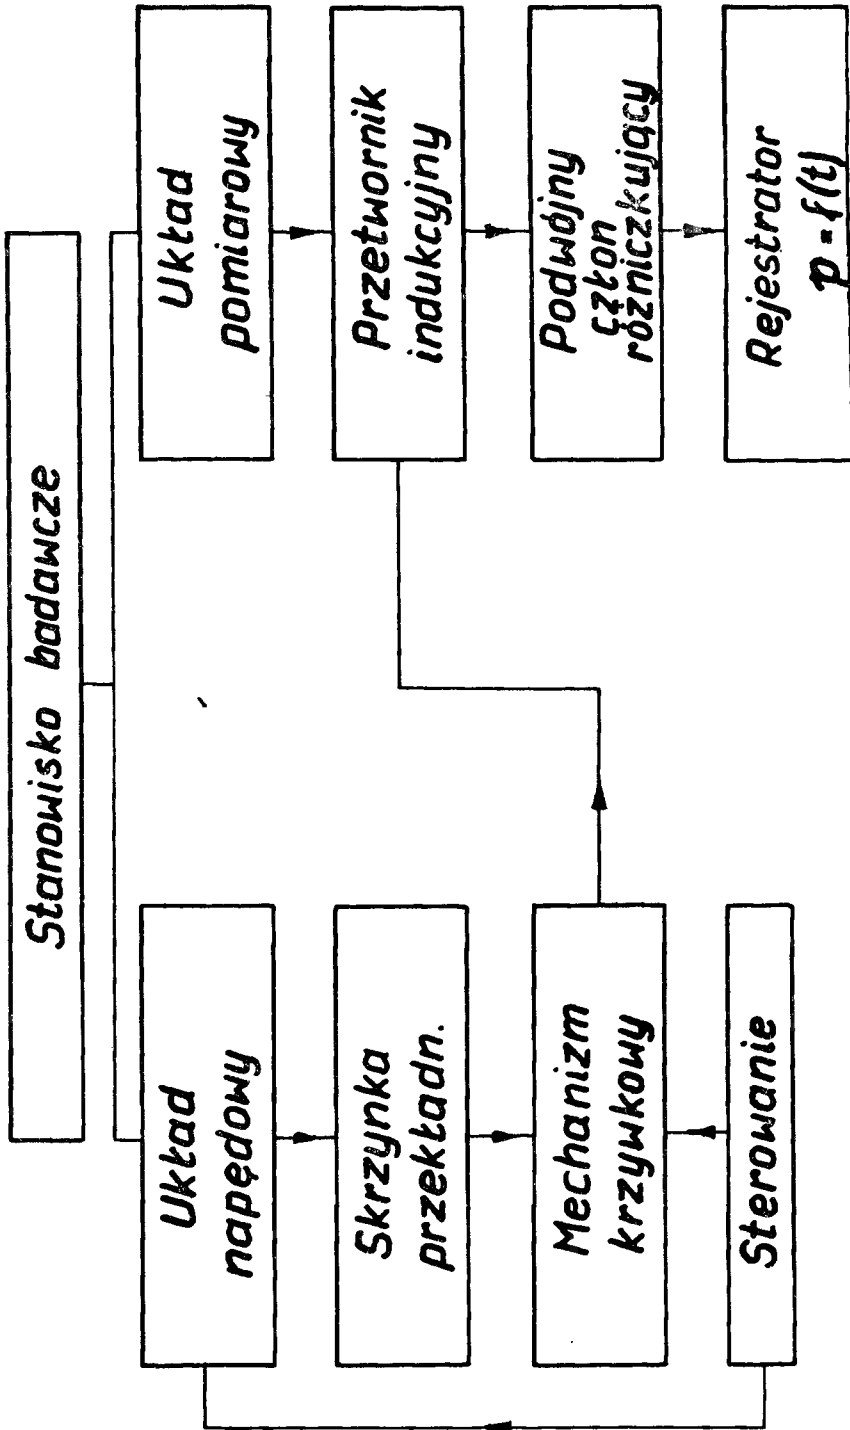 Stanowisko badawcze
Układ
napędowy
Skrzynka
przekładn.
Mechanizm
krzywkowy
Sterowanie
Układ
pomiarowy
Przetwornik
indukcyjny
Podwójny
człon
różniczkujący
Rejestrator
p = f(t)